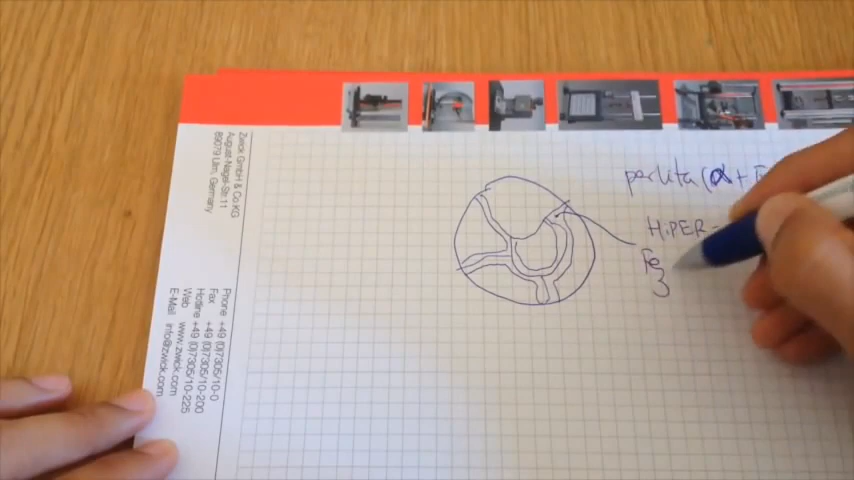 Zwick GmbH & Co.KG
August-Nagel-Str.11
89079 Ulm, Germany
Phone +49 (0)7305/10-0
Fax +49 (0)7305/10-200
Hotline +49 (0)7305/10-225
Web www.zwick.com
E-Mail info@zwick.com
perlita (α +
HiPER-
Fe
3